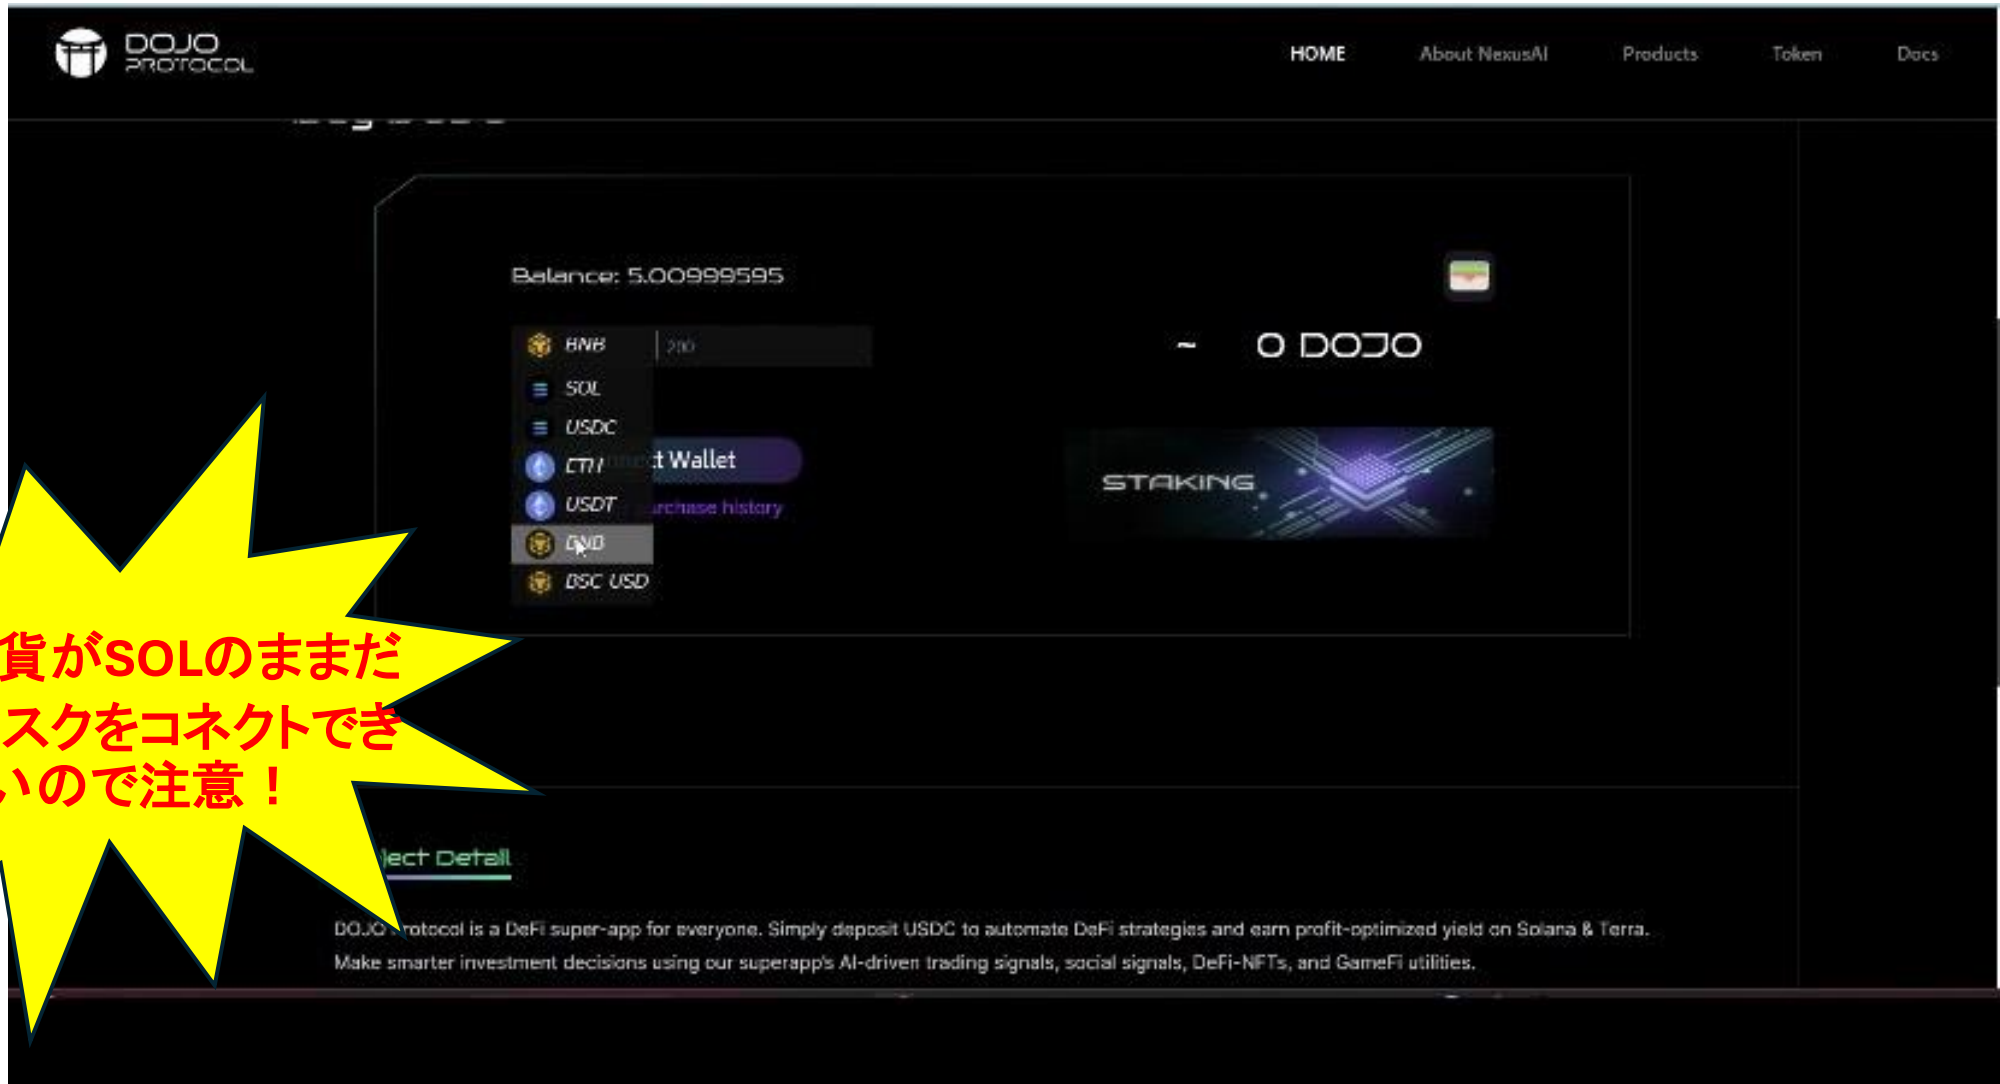 DOJO
PROTOCOL
HOME
About NexusAI
Products
Token
Docs
Balance: 5.00999595
BNB
200
~ 0 DOJO
SOL
USDC
t Wallet
USDT
urchase history
STAKING
BNB
BSC USD
貨がSOLのままだ
スクをコネクトでき
いので注意！
ject Detail
DOJO rotocol is a DeFi super-app for everyone. Simply deposit USDC to automate DeFi strategies and earn profit-optimized yield on Solana & Terra.
Make smarter investment decisions using our superapp's AI-driven trading signals, social signals, DeFi-NFTs, and GameFi utilities.